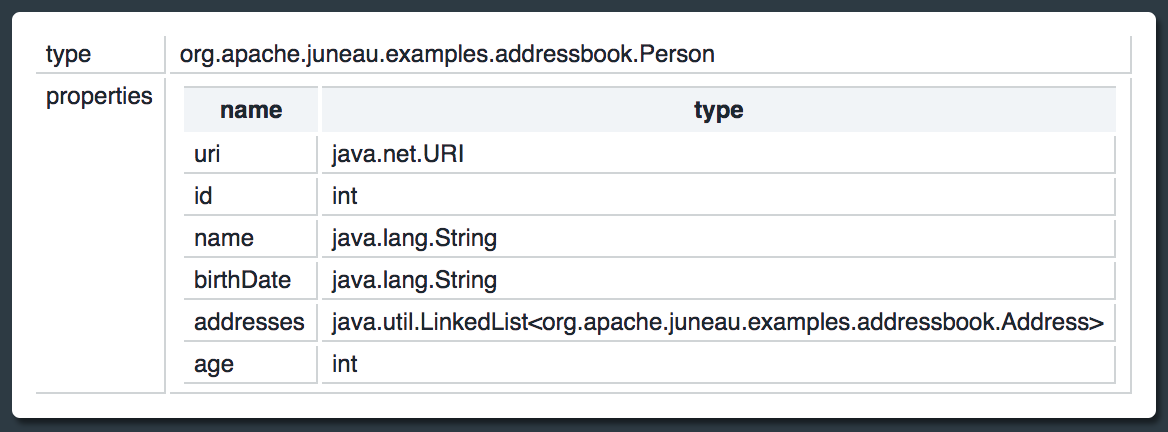 type org.apache.juneau.examples.addressbook.Person
properties
name type
uri java.net.URI
id int
name java.lang.String
birthDate java.lang.String
addresses java.util.LinkedList<org.apache.juneau.examples.addressbook.Address>
age int